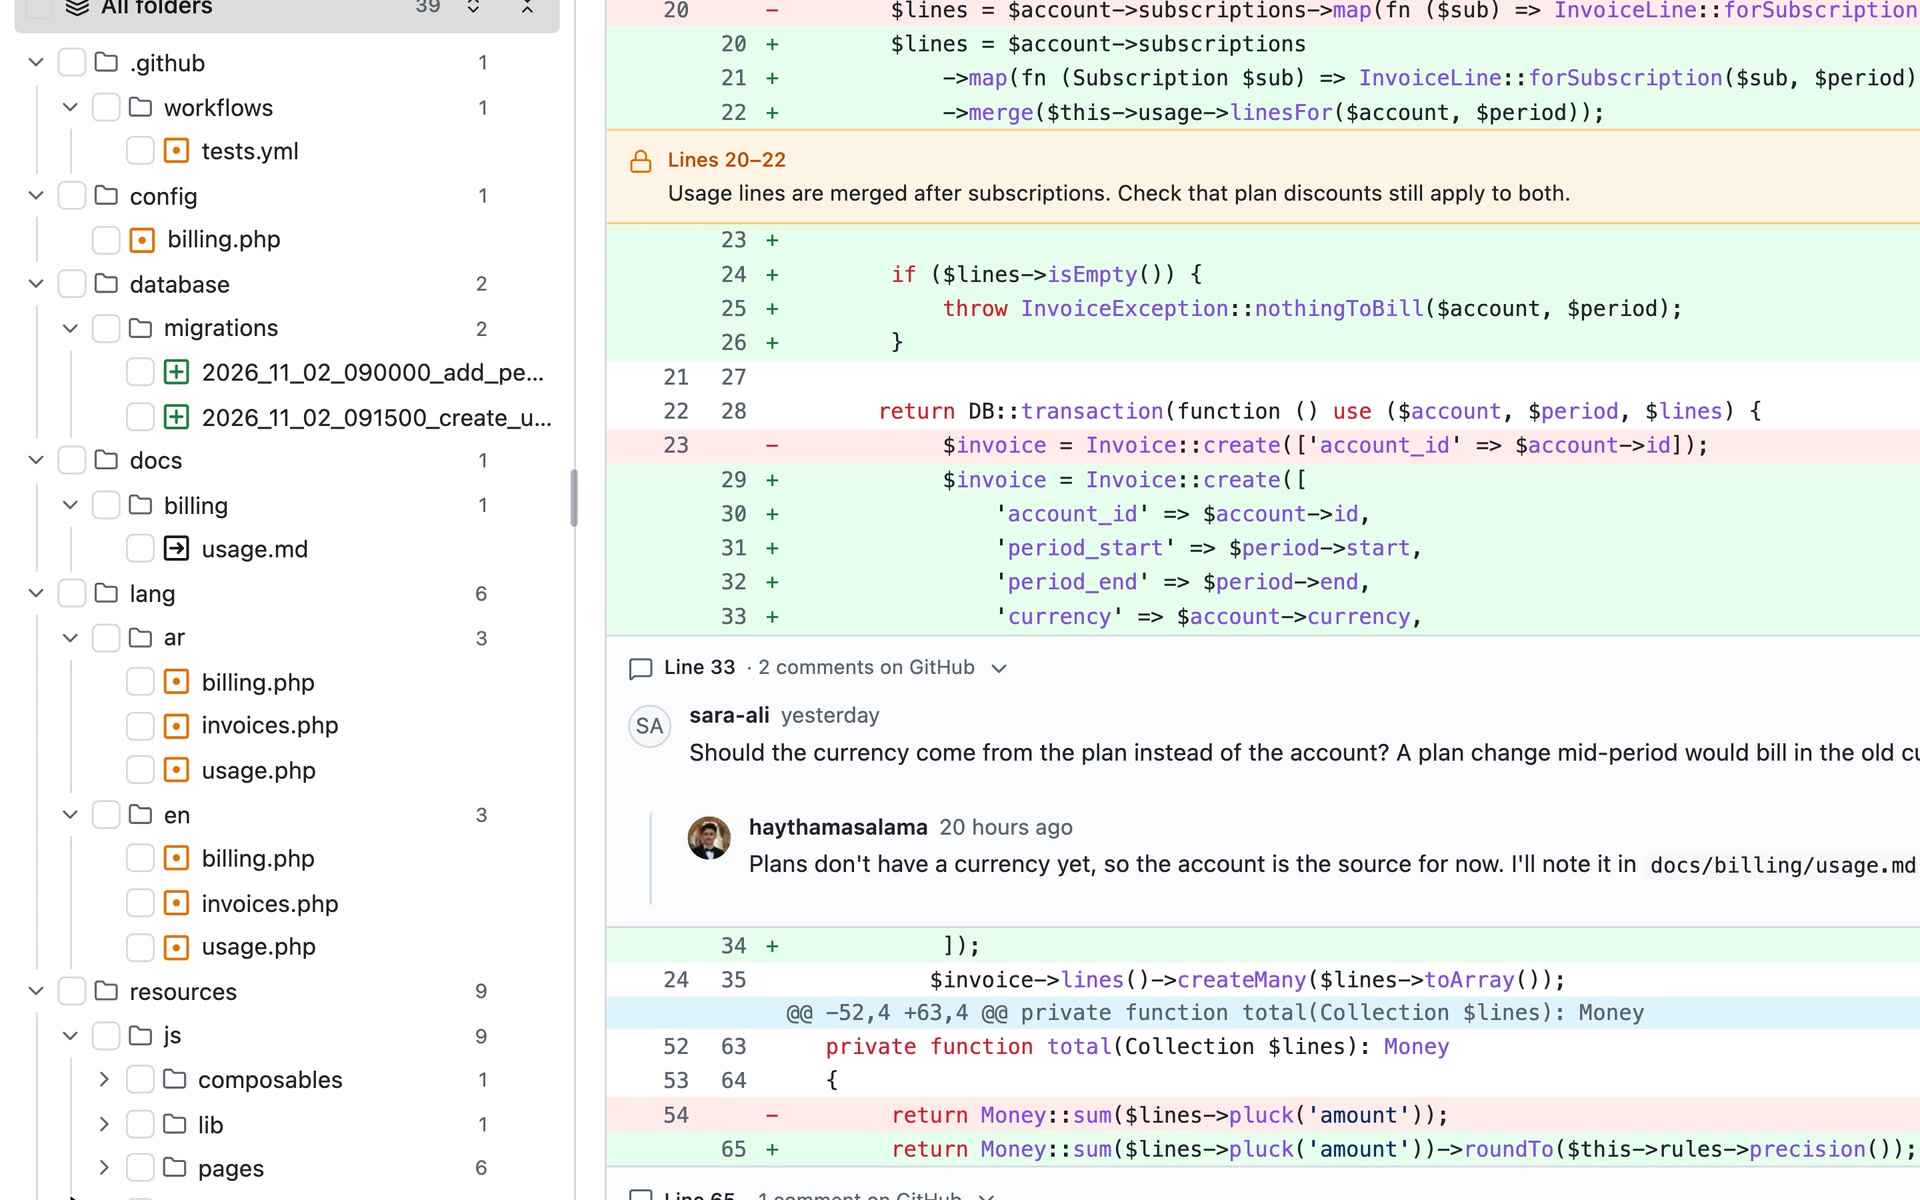 All folders 39
.github 1
workflows 1
tests.yml
config 1
billing.php
database 2
migrations 2
2026_11_02_090000_add_pe...
2026_11_02_091500_create_u...
docs 1
billing 1
usage.md
lang 6
ar 3
billing.php
invoices.php
usage.php
en 3
billing.php
invoices.php
usage.php
resources 9
js 9
composables 1
lib 1
pages 6
20 − $lines = $account->subscriptions->map(fn ($sub) => InvoiceLine::forSubscription
20 + $lines = $account->subscriptions
21 + ->map(fn (Subscription $sub) => InvoiceLine::forSubscription($sub, $period)
22 + ->merge($this->usage->linesFor($account, $period));
Lines 20–22
Usage lines are merged after subscriptions. Check that plan discounts still apply to both.
23 +
24 + if ($lines->isEmpty()) {
25 + throw InvoiceException::nothingToBill($account, $period);
26 + }
21 27
22 28 return DB::transaction(function () use ($account, $period, $lines) {
23 − $invoice = Invoice::create(['account_id' => $account->id]);
29 + $invoice = Invoice::create([
30 + 'account_id' => $account->id,
31 + 'period_start' => $period->start,
32 + 'period_end' => $period->end,
33 + 'currency' => $account->currency,
Line 33 · 2 comments on GitHub
SA sara-ali yesterday
Should the currency come from the plan instead of the account? A plan change mid-period would bill in the old
haythamasalama 20 hours ago
Plans don't have a currency yet, so the account is the source for now. I'll note it in docs/billing/usage.md
34 + ]);
24 35 $invoice->lines()->createMany($lines->toArray());
@@ −52,4 +63,4 @@ private function total(Collection $lines): Money
52 63 private function total(Collection $lines): Money
53 64 {
54 − return Money::sum($lines->pluck('amount'));
65 + return Money::sum($lines->pluck('amount'))->roundTo($this->rules->precision());
Line 65 · 1 comment on GitHub